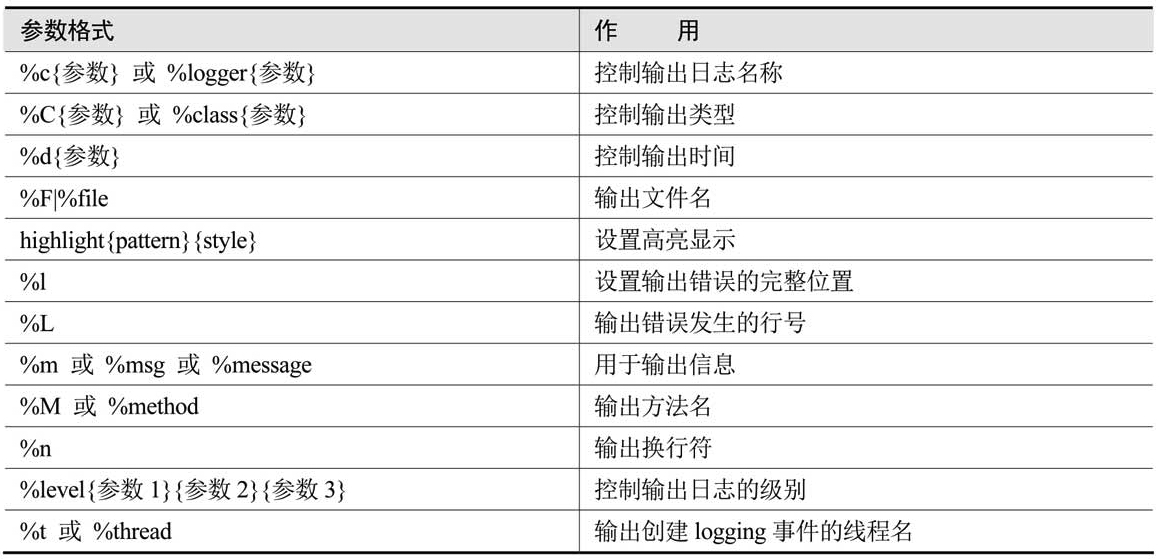 参数格式 作 用
%c{参数} 或 %logger{参数} 控制输出日志名称
%C{参数} 或 %class{参数} 控制输出类型
%d{参数} 控制输出时间
%F|%file 输出文件名
highlight{pattern}{style} 设置高亮显示
%l 设置输出错误的完整位置
%L 输出错误发生的行号
%m 或 %msg 或 %message 用于输出信息
%M 或 %method 输出方法名
%n 输出换行符
%level{参数1}{参数2}{参数3} 控制输出日志的级别
%t 或 %thread 输出创建 logging 事件的线程名